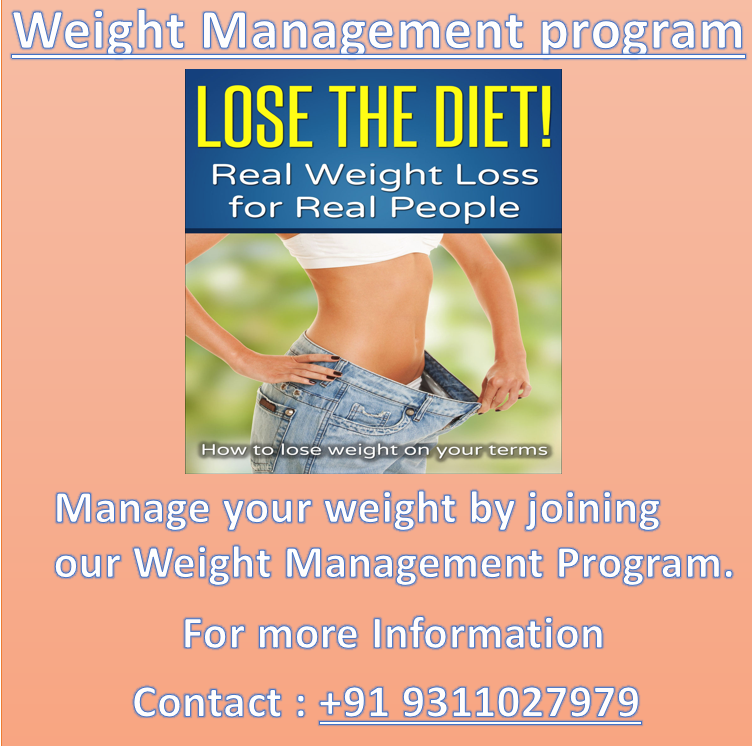 Weight Management program
LOSE THE DIET!
Real Weight Loss
for Real People
How to lose weight on your terms
Manage your weight by joining
our Weight Management Program.
For more Information
Contact : +91 9311027979